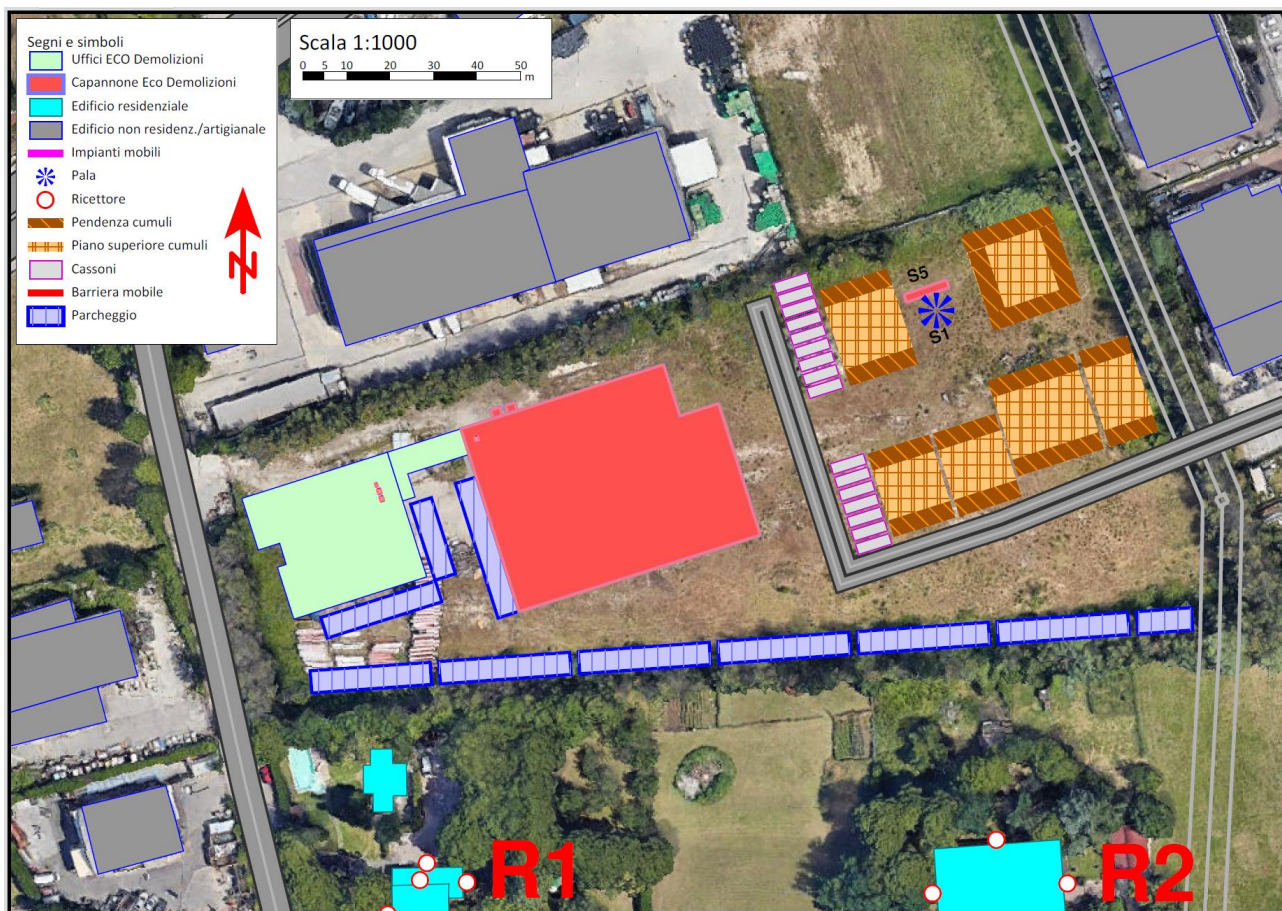 Segni e simboli
Uffici ECO Demolizioni
Capannone Eco Demolizioni
Edificio residenziale
Edificio non residenz./artigianale
Impianti mobili
Pala
Ricettore
Pendenza cumuli
Piano superiore cumuli
Cassoni
Barriera mobile
Parcheggio
N
Scala 1:1000
0 5 10 20 30 40 50
m
S5
S1
R1
R2